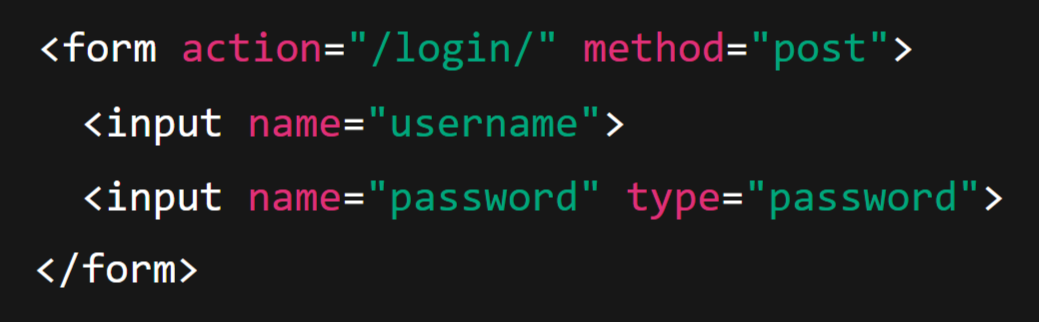 <form action="/login/" method="post">
<input name="username">
<input name="password" type="password">
</form>